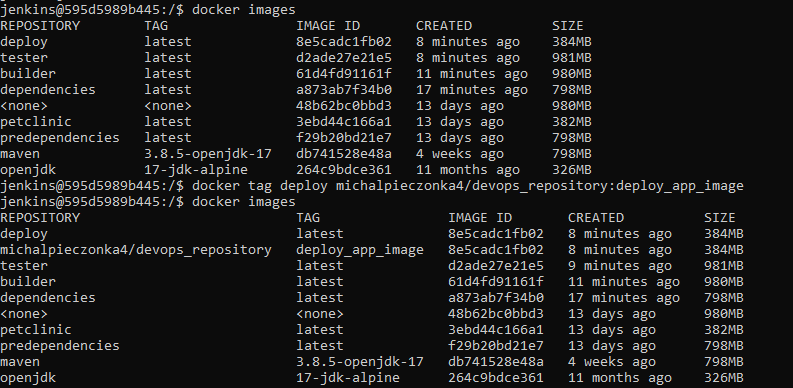 jenkins@595d5989b445:/$ docker images
REPOSITORY TAG IMAGE ID CREATED SIZE
deploy latest 8e5cadc1fb02 8 minutes ago 384MB
tester latest d2ade27e21e5 8 minutes ago 981MB
builder latest 61d4fd91161f 11 minutes ago 980MB
dependencies latest a873ab7f34b0 17 minutes ago 798MB
<none> <none> 48b62bc0bbd3 13 days ago 980MB
petclinic latest 3ebd44c166a1 13 days ago 382MB
predependencies latest f29b20bd21e7 13 days ago 798MB
maven 3.8.5-openjdk-17 db741528e48a 4 weeks ago 798MB
openjdk 17-jdk-alpine 264c9bdce361 11 months ago 326MB
jenkins@595d5989b445:/$ docker tag deploy michalpieczonka4/devops_repository:deploy_app_image
jenkins@595d5989b445:/$ docker images
REPOSITORY TAG IMAGE ID CREATED SIZE
deploy latest 8e5cadc1fb02 8 minutes ago 384MB
michalpieczonka4/devops_repository deploy_app_image 8e5cadc1fb02 8 minutes ago 384MB
tester latest d2ade27e21e5 9 minutes ago 981MB
builder latest 61d4fd91161f 11 minutes ago 980MB
dependencies latest a873ab7f34b0 17 minutes ago 798MB
<none> <none> 48b62bc0bbd3 13 days ago 980MB
petclinic latest 3ebd44c166a1 13 days ago 382MB
predependencies latest f29b20bd21e7 13 days ago 798MB
maven 3.8.5-openjdk-17 db741528e48a 4 weeks ago 798MB
openjdk 17-jdk-alpine 264c9bdce361 11 months ago 326MB